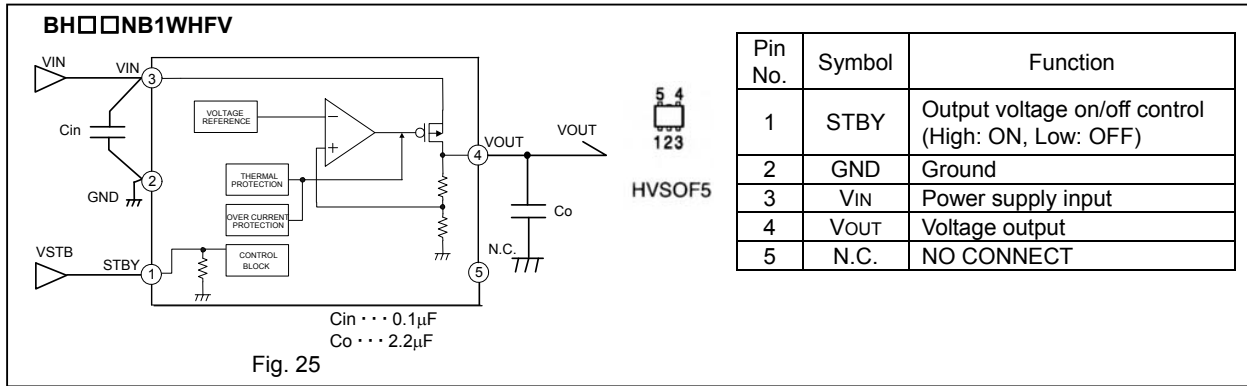 BH□□NB1WHFV
VIN
VIN
3
Cin
GND
2
VSTB
STBY
1
VOLTAGE
REFERENCE
−
+
THERMAL
PROTECTION
OVER CURRENT
PROTECTION
CONTROL
BLOCK
VOUT
4
VOUT
Co
N.C.
5
Cin・・・0.1μF
Co・・・2.2μF
Fig. 25
5 4
123
HVSOF5
Pin No. Symbol Function
1 STBY Output voltage on/off control
(High: ON, Low: OFF)
2 GND Ground
3 VIN Power supply input
4 VOUT Voltage output
5 N.C. NO CONNECT